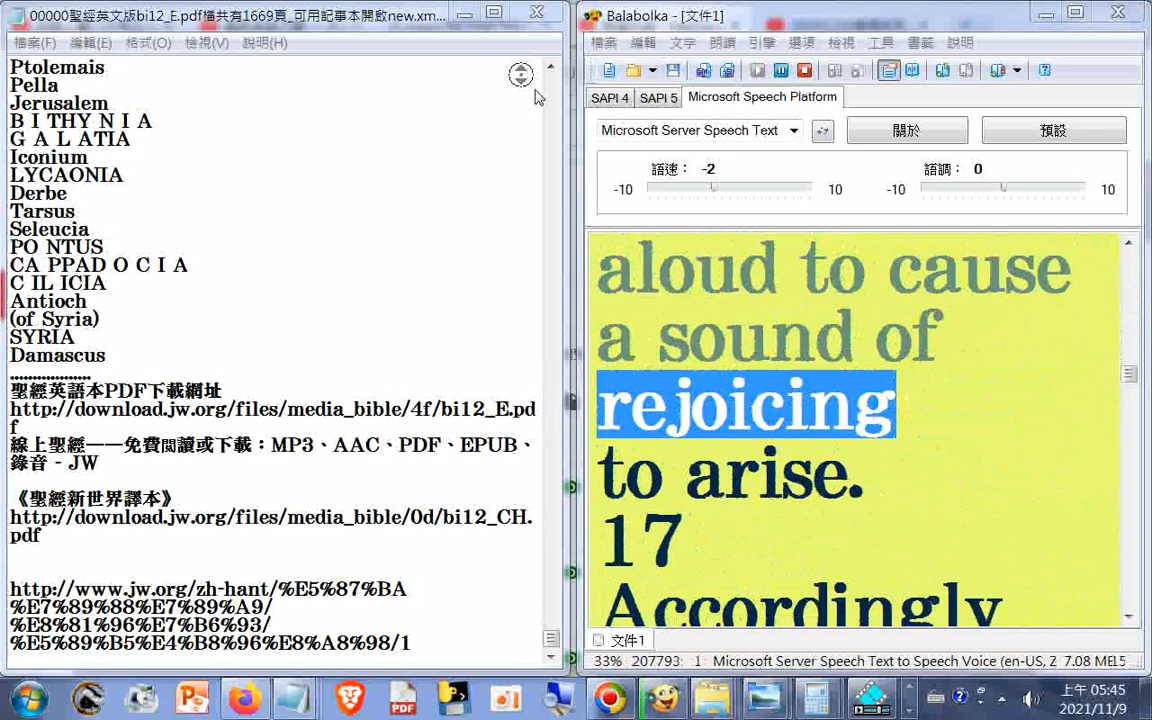 00000聖經英文版bi12_E.pdf檔共有1669頁_可用記事本開啟new.xm...
檔案(F) 編輯(E) 格式(O) 檢視(V) 說明(H)
Ptolemais
Pella
Jerusalem
B I THY N I A
G A L ATIA
Iconium
LYCAONIA
Derbe
Tarsus
Seleucia
PO NTUS
CA PPAD O C I A
C IL ICIA
Antioch
(of Syria)
SYRIA
Damascus
..................
聖經英語本PDF下載網址
http://download.jw.org/files/media_bible/4f/bi12_E.pd
f
線上聖經——免費閱讀或下載：MP3、AAC、PDF、EPUB、
錄音 - JW
《聖經新世界譯本》
http://download.jw.org/files/media_bible/0d/bi12_CH.
pdf
http://www.jw.org/zh-hant/%E5%87%BA
%E7%89%88%E7%89%A9/
%E8%81%96%E7%B6%93/
%E5%89%B5%E4%B8%96%E8%A8%98/1
Balabolka - [文件1]
檔案 編輯 文字 朗讀 引擎 選項 檢視 工具 書籤 說明
SAPI 4 SAPI 5 Microsoft Speech Platform
Microsoft Server Speech Text 關於 預設
語速： -2 語調： 0
-10 10 -10 10
aloud to cause
a sound of
rejoicing
to arise.
17
Accordingly
文件1
33% 207793: 1 Microsoft Server Speech Text to Speech Voice (en-US, Z 7.08 ME15
PDF
上午 05:45
2021/11/9